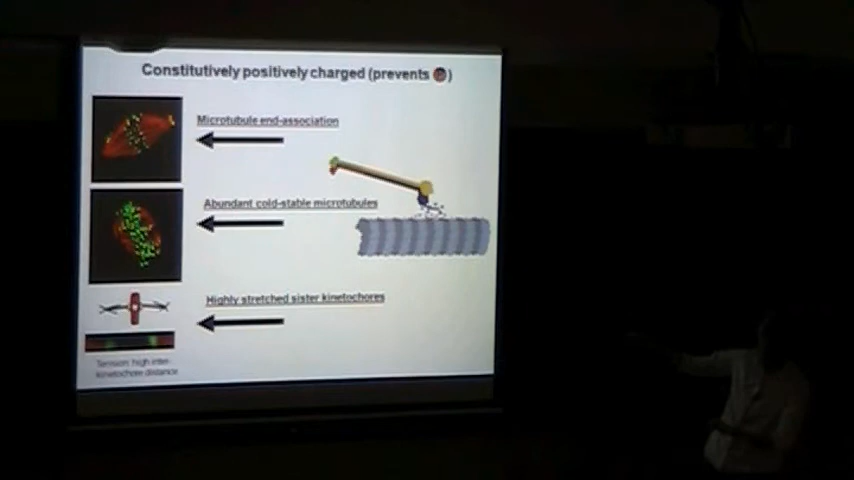 Constitutively positively charged (prevents )
Microtubule end-association
Abundant cold-stable microtubules
Highly stretched sister kinetochores
Tension: high inter-
kinetochore distance